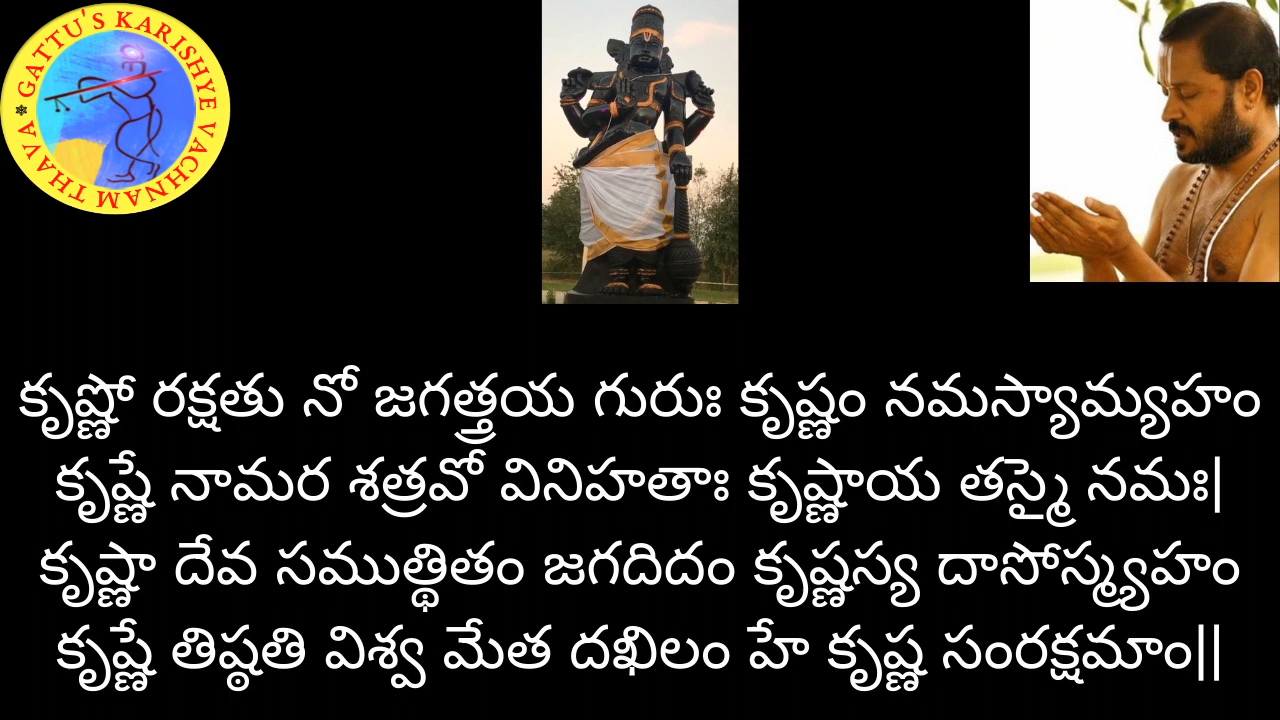 GATTU'S KARISHYE VACHNAM THAVA
కృష్ణో రక్షతు నో జగత్త్రయ గురుః కృష్ణం నమస్యామ్యహం
కృష్ణే నామర శత్రవో వినిహతాః కృష్ణాయ తస్మై నమః|
కృష్ణా దేవ సముత్థితం జగదిదం కృష్ణస్య దాసోస్మ్యహం
కృష్ణే తిష్ఠతి విశ్వ మేత దఖిలం హే కృష్ణ సంరక్షమాం||